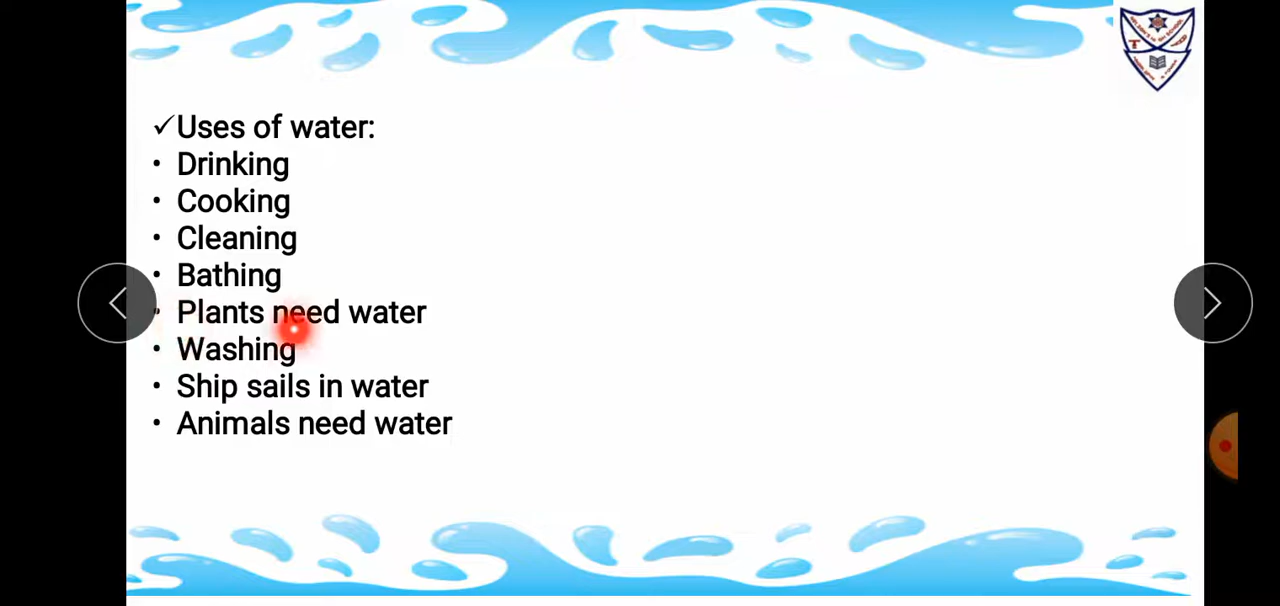 ✓Uses of water:
• Drinking
• Cooking
• Cleaning
• Bathing
• Plants need water
• Washing
• Ship sails in water
• Animals need water